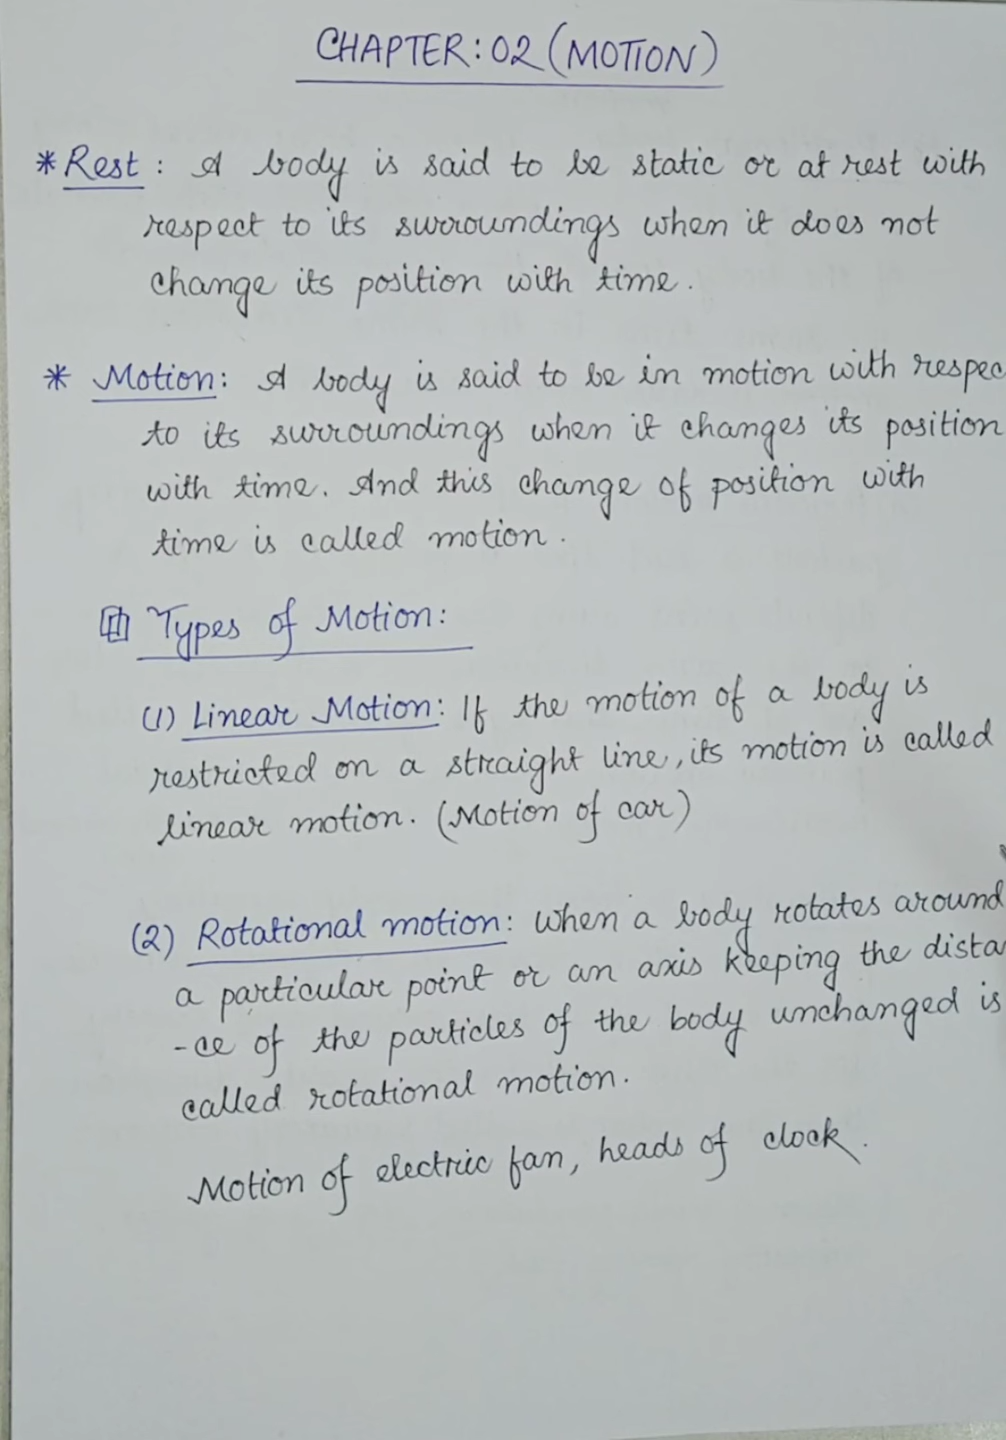 CHAPTER: 02 (MOTION)
* Rest : A body is said to be static or at rest with
respect to its surroundings when it does not
change its position with time.
* Motion: A body is said to be in motion with respec
to its surroundings when it changes its position
with time. And this change of position with
time is called motion.
Types of Motion:
(1) Linear Motion: If the motion of a body is
restricted on a straight line, its motion is called
linear motion. (Motion of car)
(2) Rotational motion: When a body rotates around
a particular point or an axis keeping the distan
-ce of the particles of the body unchanged is
called rotational motion.
Motion of electric fan, heads of clock.